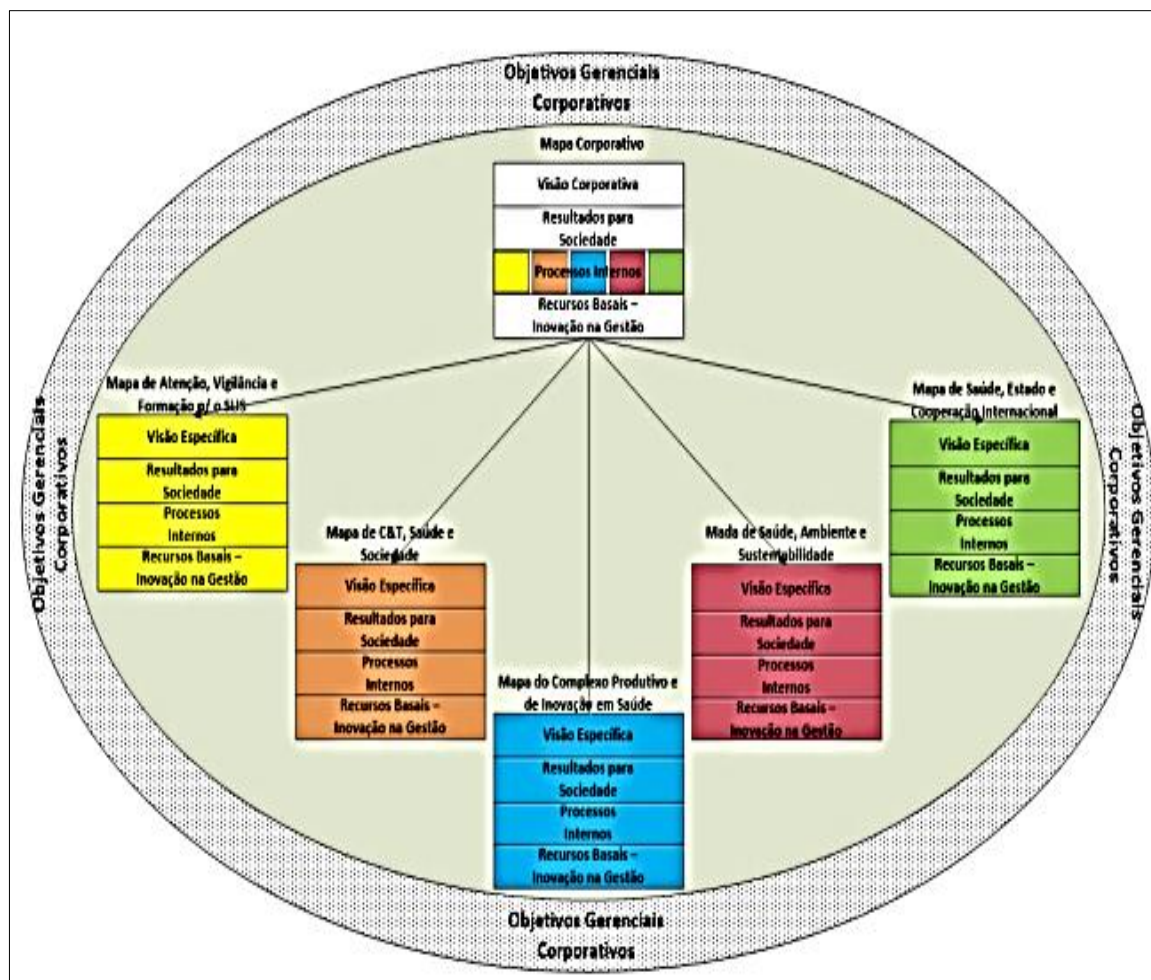 Objetivos Gerenciais
Corporativos
Mapa Corporativo
Visão Corporativa
Resultados para
Sociedade
Processos Internos
Recursos Basais –
Inovação na Gestão
Mapa de Atenção, Vigilância e
Formação p/ o SUS
Visão Específica
Resultados para
Sociedade
Processos
Internos
Recursos Basais –
Inovação na Gestão
Mapa de C&T, Saúde e
Sociedade
Visão Específica
Resultados para
Sociedade
Processos
Internos
Recursos Basais –
Inovação na Gestão
Mapa do Complexo Produtivo e
de Inovação em Saúde
Visão Específica
Resultados para
Sociedade
Processos
Internos
Recursos Basais –
Inovação na Gestão
Mada de Saúde, Ambiente e
Sustentabilidade
Visão Específica
Resultados para
Sociedade
Processos
Internos
Recursos Basais –
Inovação na Gestão
Mapa de Saúde, Estado e
Cooperação Internacional
Visão Específica
Resultados para
Sociedade
Processos
Internos
Recursos Basais –
Inovação na Gestão
Objetivos Gerenciais
Corporativos
Objetivos Gerenciais
Corporativos
Objetivos Gerenciais
Corporativos